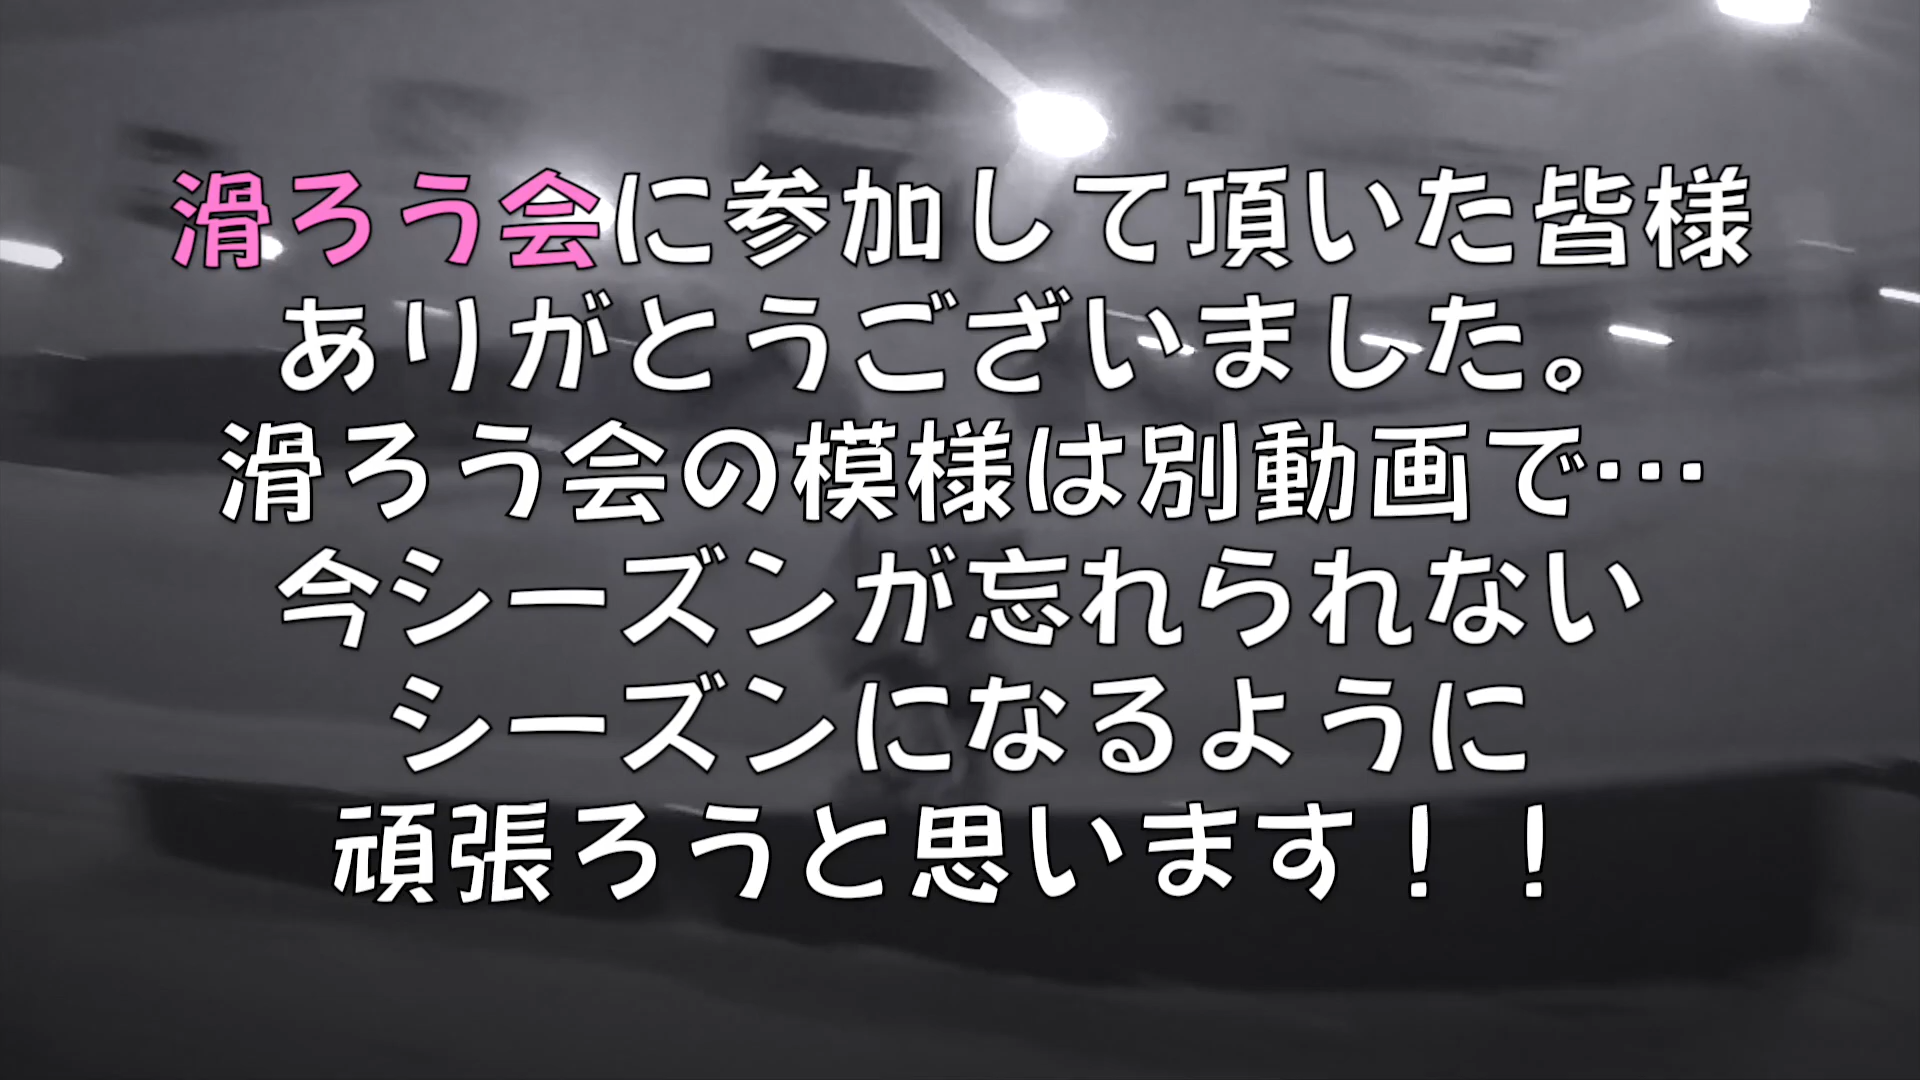 滑ろう会に参加して頂いた皆様
ありがとうございました。
滑ろう会の模様は別動画で…
今シーズンが忘れられない
シーズンになるように
頑張ろうと思います！！